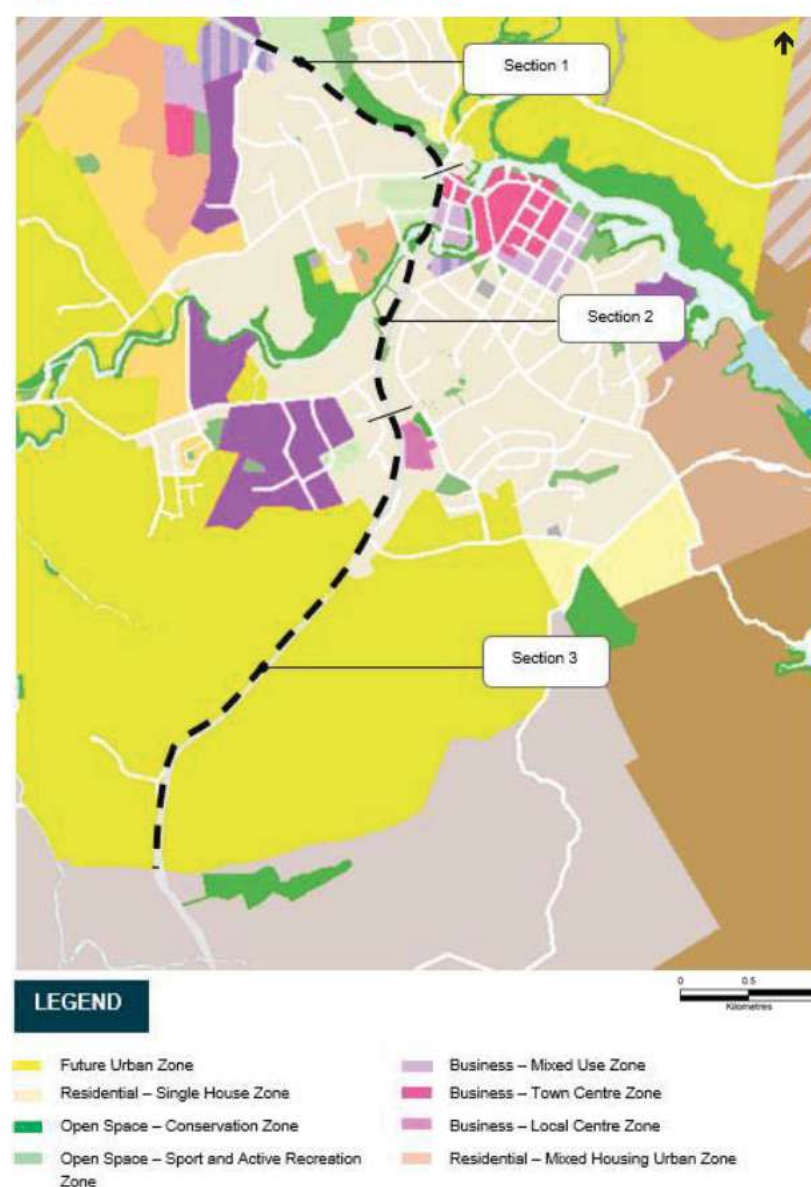 Section 1
Section 2
Section 3
LEGEND
0 0.5
Kilometres
Future Urban Zone
Residential – Single House Zone
Open Space – Conservation Zone
Open Space – Sport and Active Recreation
Zone
Business – Mixed Use Zone
Business – Town Centre Zone
Business – Local Centre Zone
Residential – Mixed Housing Urban Zone